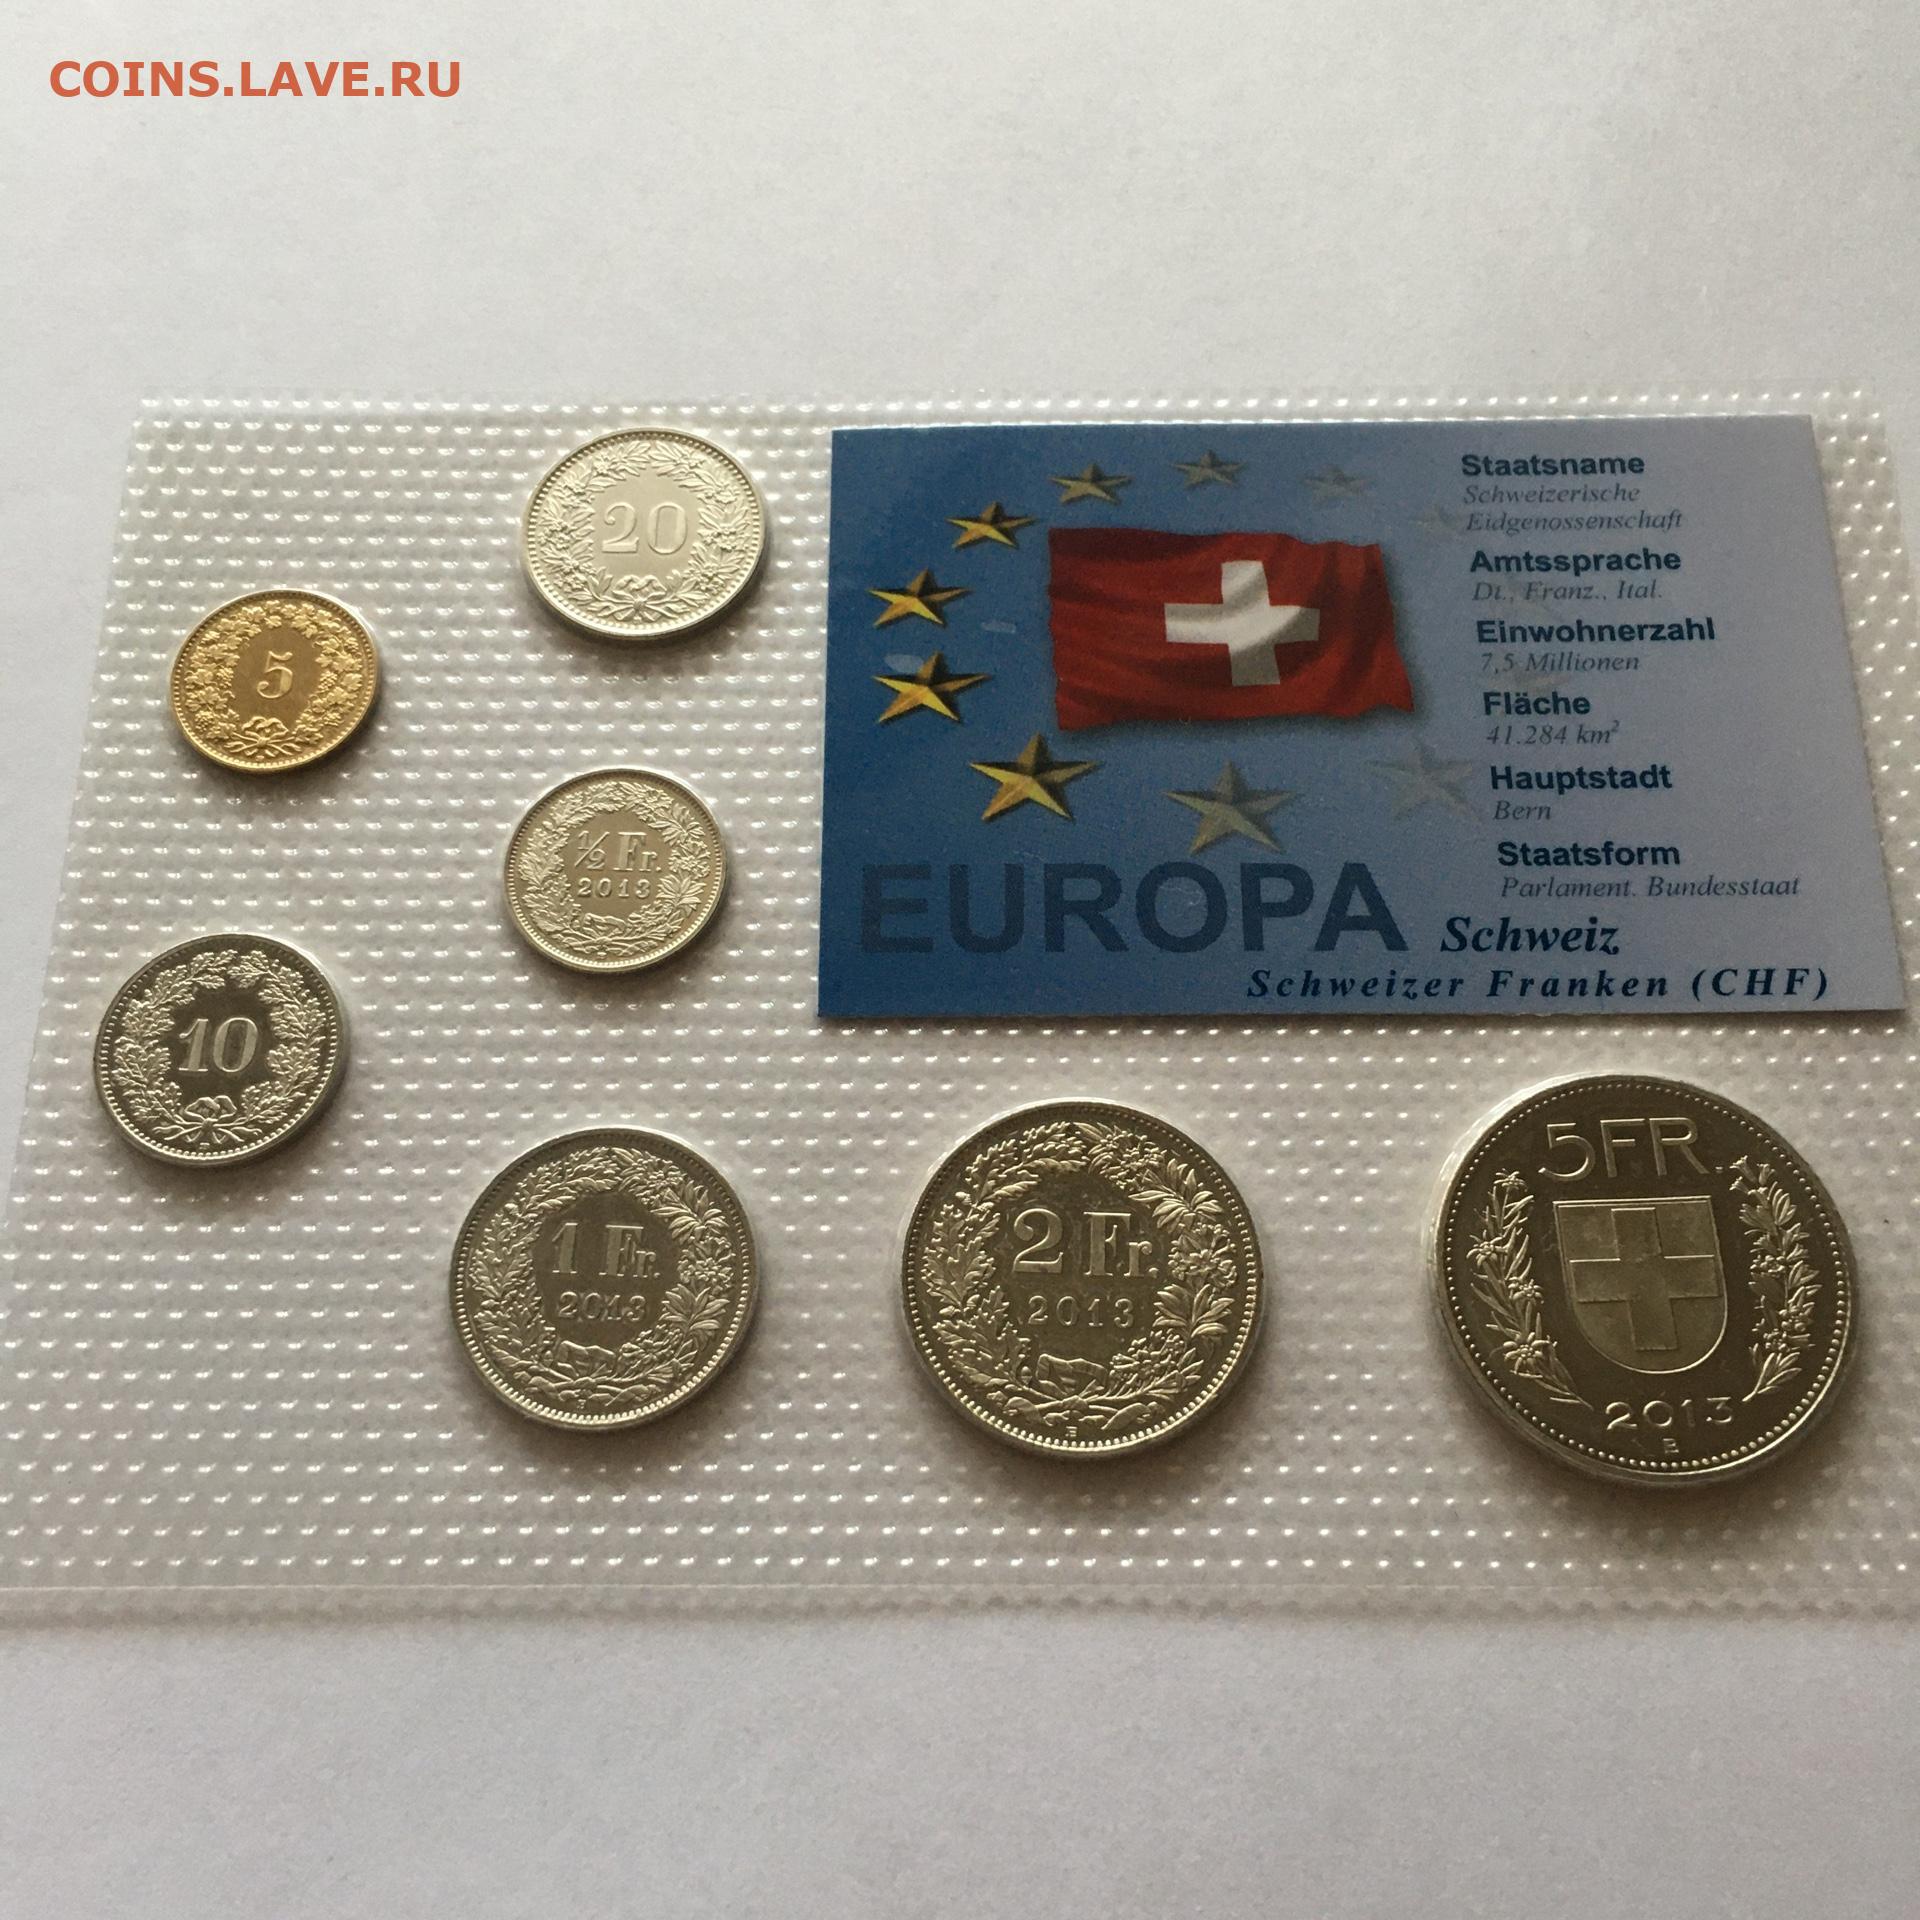 COINS.LAVE.RU
20
5
½ Fr.
2013
10
1 Fr.
2013
2 Fr.
2013
B
5FR
2013
B
Staatsname
Schweizerische
Eidgenossenschaft
Amtssprache
Dt., Franz., Ital.
Einwohnerzahl
7,5 Millionen
Fläche
41.284 km²
Hauptstadt
Bern
Staatsform
Parlament. Bundesstaat
EUROPA
Schweiz
Schweizer Franken (CHF)